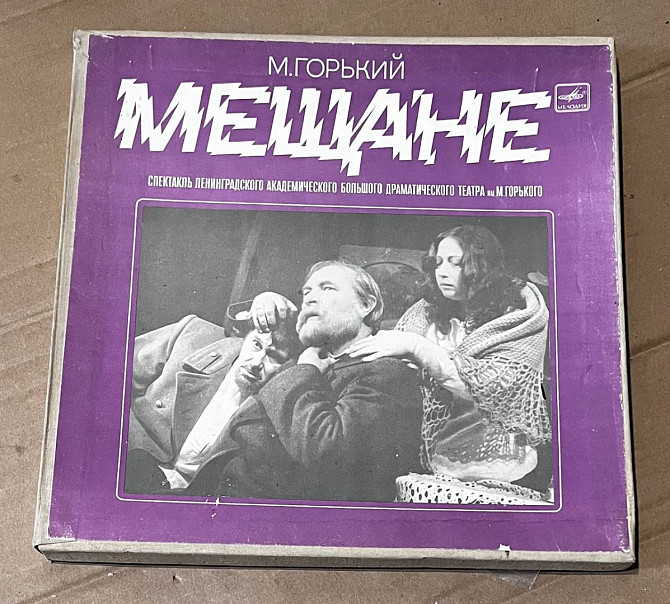 М.ГОРЬКИЙ
МЕЩАНЕ
МЕЛОДИЯ
СПЕКТАКЛЬ ЛЕНИНГРАДСКОГО АКАДЕМИЧЕСКОГО БОЛЬШОГО ДРАМАТИЧЕСКОГО ТЕАТРА им. М.ГОРЬКОГО